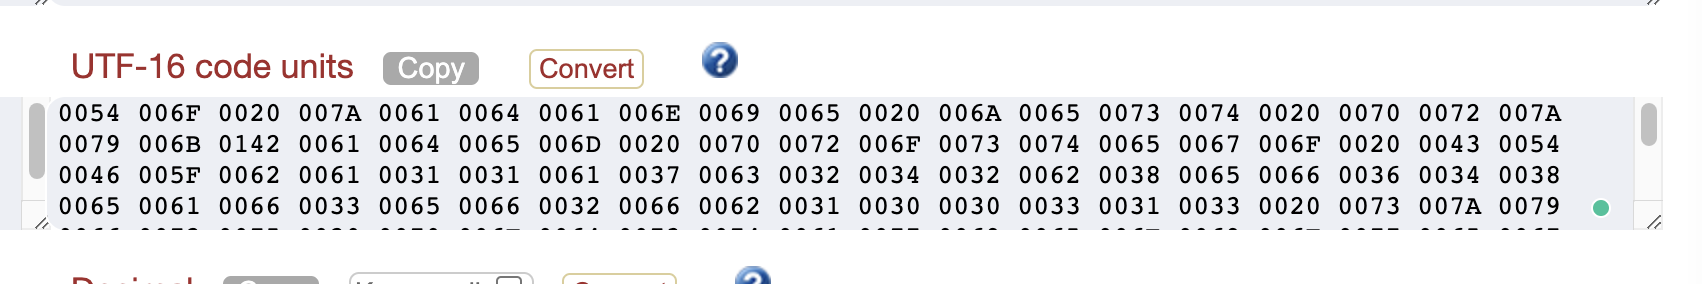 UTF-16 code units Copy Convert ?
0054 006F 0020 007A 0061 0064 0061 006E 0069 0065 0020 006A 0065 0073 0074 0020 0070 0072 007A
0079 006B 0142 0061 0064 0065 006D 0020 0070 0072 006F 0073 0074 0065 0067 006F 0020 0043 0054
0046 005F 0062 0061 0031 0031 0061 0037 0063 0032 0034 0032 0062 0038 0065 0066 0036 0034 0038
0065 0061 0066 0033 0065 0066 0032 0066 0062 0031 0030 0030 0033 0031 0033 0020 0073 007A 0079